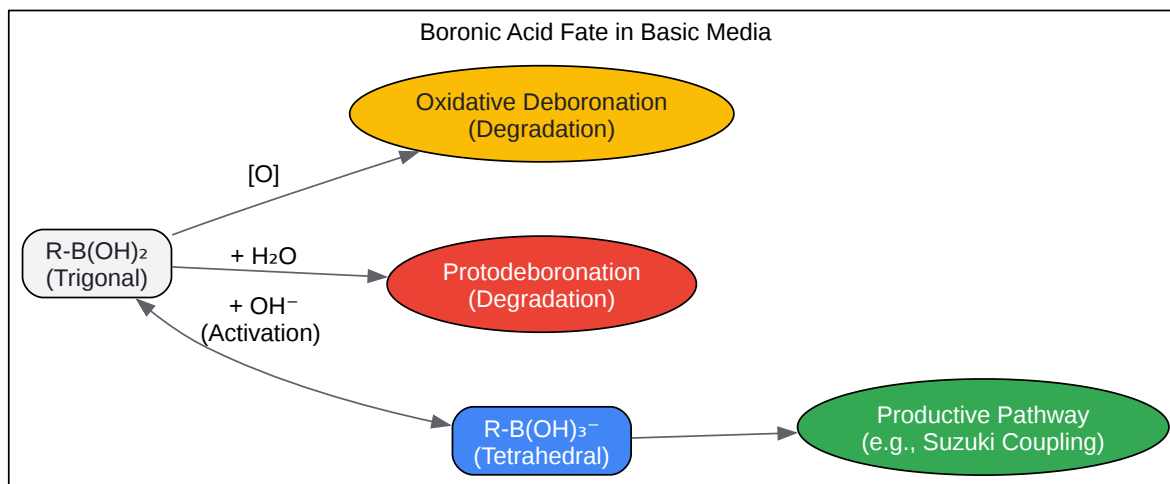 Boronic Acid Fate in Basic Media
Oxidative Deboronation
(Degradation)
[O]
R-B(OH)₂
(Trigonal)
+ H₂O
Protodeboronation
(Degradation)
+ OH⁻
(Activation)
R-B(OH)₃⁻
(Tetrahedral)
Productive Pathway
(e.g., Suzuki Coupling)